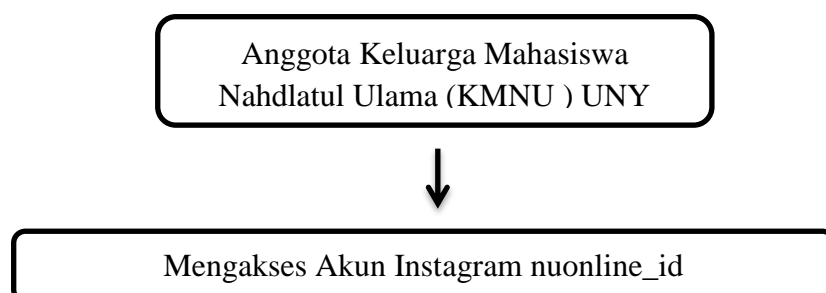 Anggota Keluarga Mahasiswa
Nahdlatul Ulama (KMNU ) UNY
Mengakses Akun Instagram nuonline_id